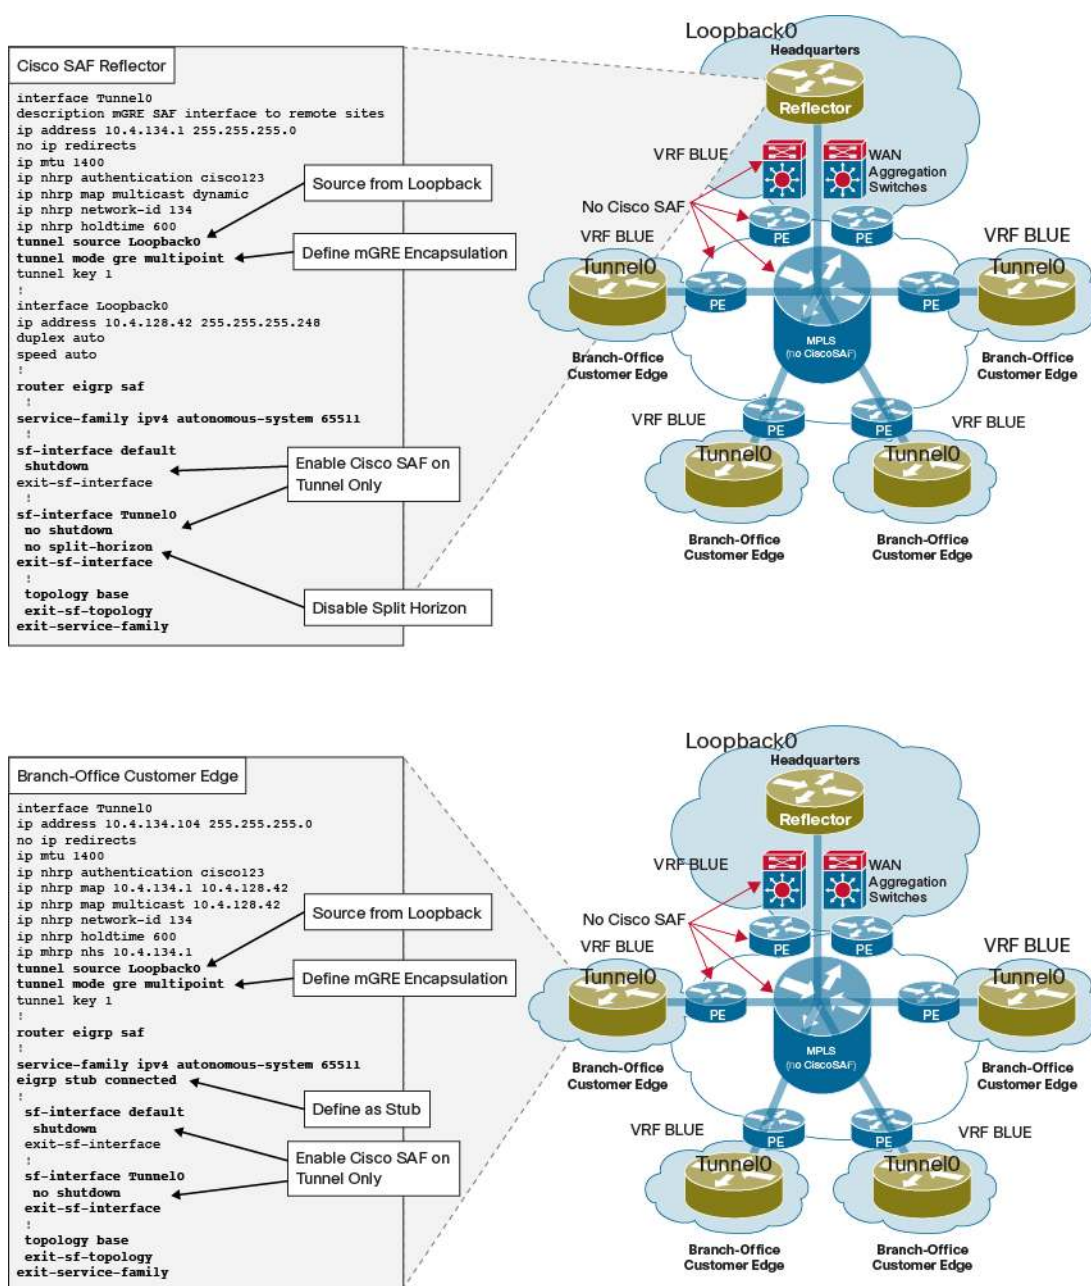 Cisco SAF Reflector
interface Tunnel0
description mGRE SAF interface to remote sites
ip address 10.4.134.1 255.255.255.0
no ip redirects
ip mtu 1400
ip nhrp authentication cisco123
ip nhrp map multicast dynamic
ip nhrp network-id 134
ip nhrp holdtime 600
tunnel source Loopback0
tunnel mode gre multipoint
tunnel key 1
!
interface Loopback0
ip address 10.4.128.42 255.255.255.248
duplex auto
speed auto
!
router eigrp saf
!
service-family ipv4 autonomous-system 65511
!
sf-interface default
shutdown
exit-sf-interface
!
sf-interface Tunnel0
no shutdown
no split-horizon
exit-sf-interface
!
topology base
exit-sf-topology
exit-service-family
Source from Loopback
Define mGRE Encapsulation
Enable Cisco SAF on
Tunnel Only
Disable Split Horizon
Loopback0
Headquarters
Reflector
VRF BLUE
WAN
Aggregation
Switches
No Cisco SAF
PE
PE
VRF BLUE
Tunnel0
PE
Branch-Office
Customer Edge
MPLS
(no CiscoSAF)
PE
VRF BLUE
Tunnel0
Branch-Office
Customer Edge
VRF BLUE
PE
Tunnel0
Branch-Office
Customer Edge
PE
VRF BLUE
Tunnel0
Branch-Office
Customer Edge
Branch-Office Customer Edge
interface Tunnel0
ip address 10.4.134.104 255.255.255.0
no ip redirects
ip mtu 1400
ip nhrp authentication cisco123
ip nhrp map 10.4.134.1 10.4.128.42
ip nhrp map multicast 10.4.128.42
ip nhrp network-id 134
ip nhrp holdtime 600
ip mhrp nhs 10.4.134.1
tunnel source Loopback0
tunnel mode gre multipoint
tunnel key 1
!
router eigrp saf
!
service-family ipv4 autonomous-system 65511
eigrp stub connected
!
sf-interface default
shutdown
exit-sf-interface
!
sf-interface Tunnel0
no shutdown
exit-sf-interface
!
topology base
exit-sf-topology
exit-service-family
Source from Loopback
Define mGRE Encapsulation
Define as Stub
Enable Cisco SAF on
Tunnel Only
Loopback0
Headquarters
Reflector
VRF BLUE
WAN
Aggregation
Switches
No Cisco SAF
PE
PE
VRF BLUE
Tunnel0
PE
Branch-Office
Customer Edge
MPLS
(no CiscoSAF)
PE
VRF BLUE
Tunnel0
Branch-Office
Customer Edge
VRF BLUE
PE
Tunnel0
Branch-Office
Customer Edge
PE
VRF BLUE
Tunnel0
Branch-Office
Customer Edge